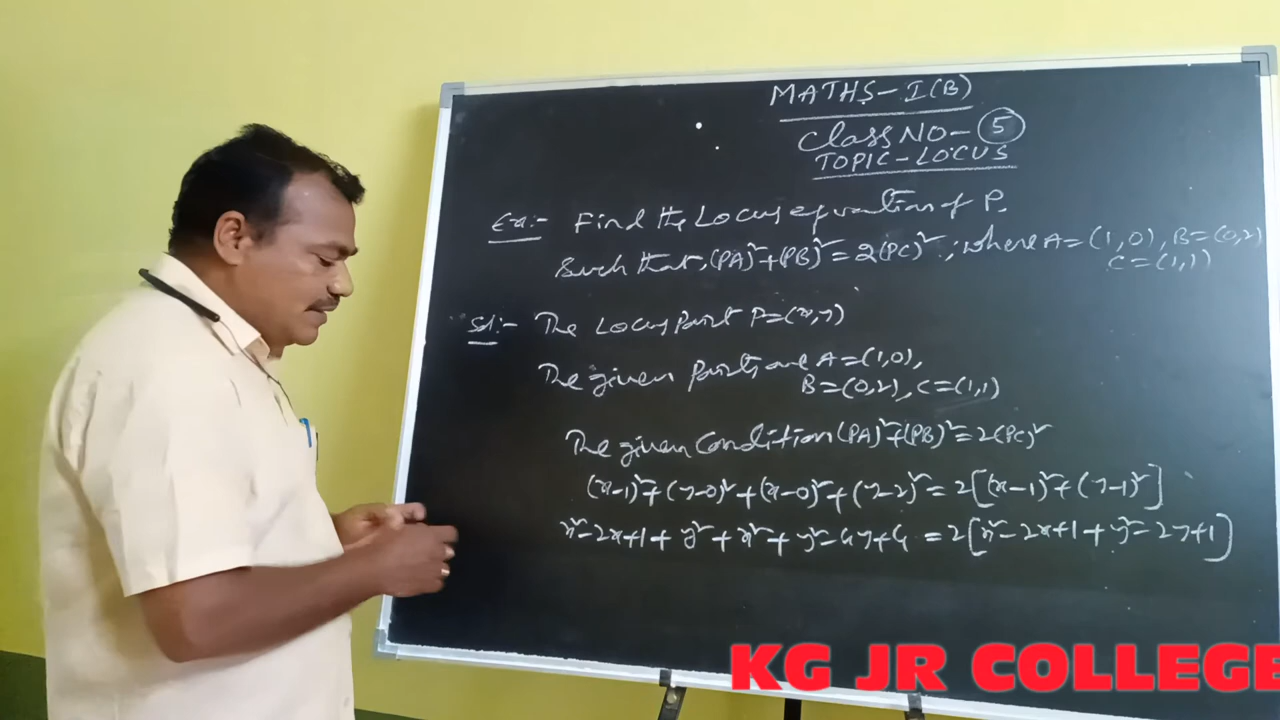 MATHS-I(B)
Class NO-5
TOPIC-LOCUS
Ex:- Find the Locus equation of P.
Such that, (PA)²+(PB)²=2(PC)², where A=(1,0), B=(0,2)
C=(1,1)
Sol:- The Locus Point P=(x,y)
The given points are A=(1,0),
B=(0,2), C=(1,1)
The given Condition (PA)²+(PB)²=2(PC)²
(x-1)²+(y-0)²+(x-0)²+(y-2)²=2[(x-1)²+(y-1)²]
x²-2x+1+y²+x²+y²-4y+4=2[x²-2x+1+y²-2y+1]
KG JR COLLEGE